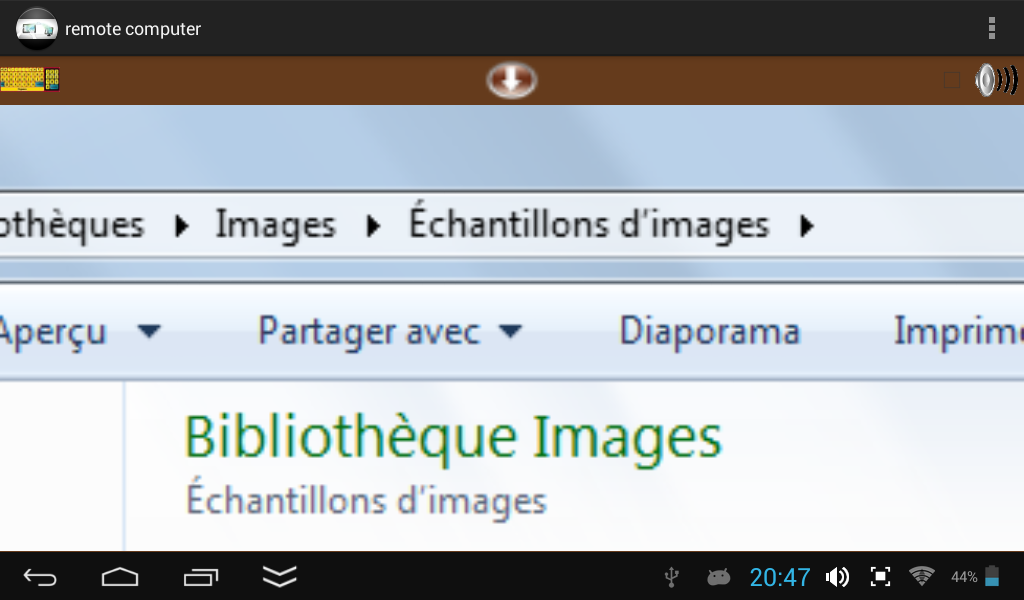 remote computer
othèques Images Échantillons d'images
Aperçu Partager avec Diaporama Imprime
Bibliothèque Images
Échantillons d'images
20:47 44%